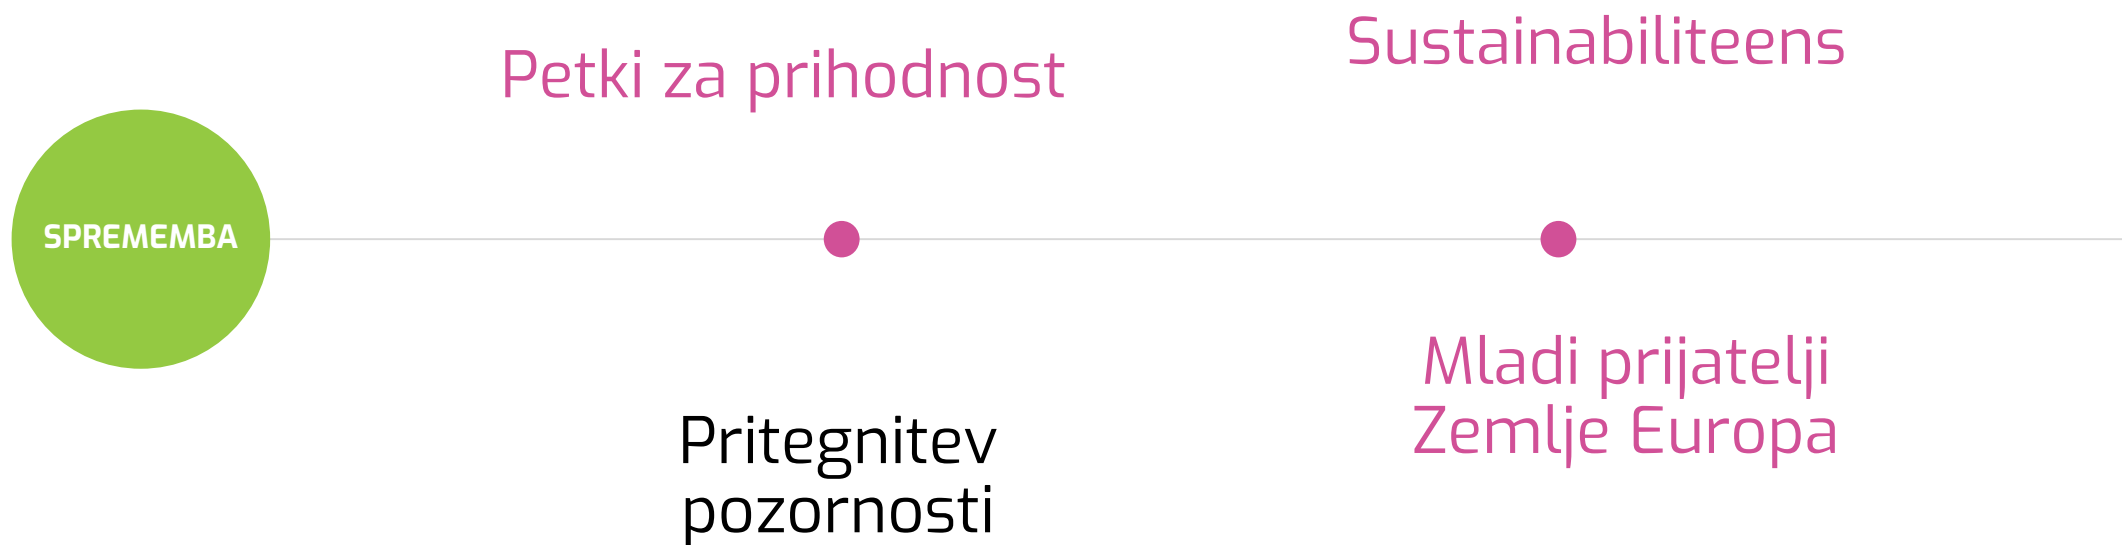 Petki za prihodnost
Sustainabiliteens
SPREMEMBA
Mladi prijatelji
Zemlje Europa
Pritegnitev
pozornosti